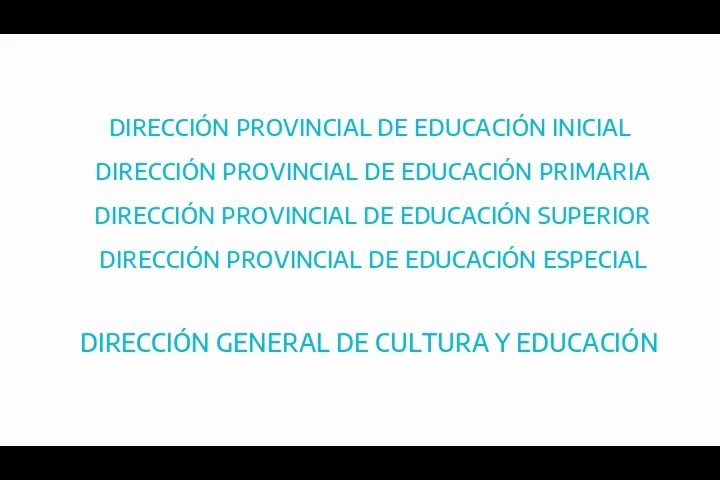 DIRECCIÓN PROVINCIAL DE EDUCACIÓN INICIAL
DIRECCIÓN PROVINCIAL DE EDUCACIÓN PRIMARIA
DIRECCIÓN PROVINCIAL DE EDUCACIÓN SUPERIOR
DIRECCIÓN PROVINCIAL DE EDUCACIÓN ESPECIAL
DIRECCIÓN GENERAL DE CULTURA Y EDUCACIÓN